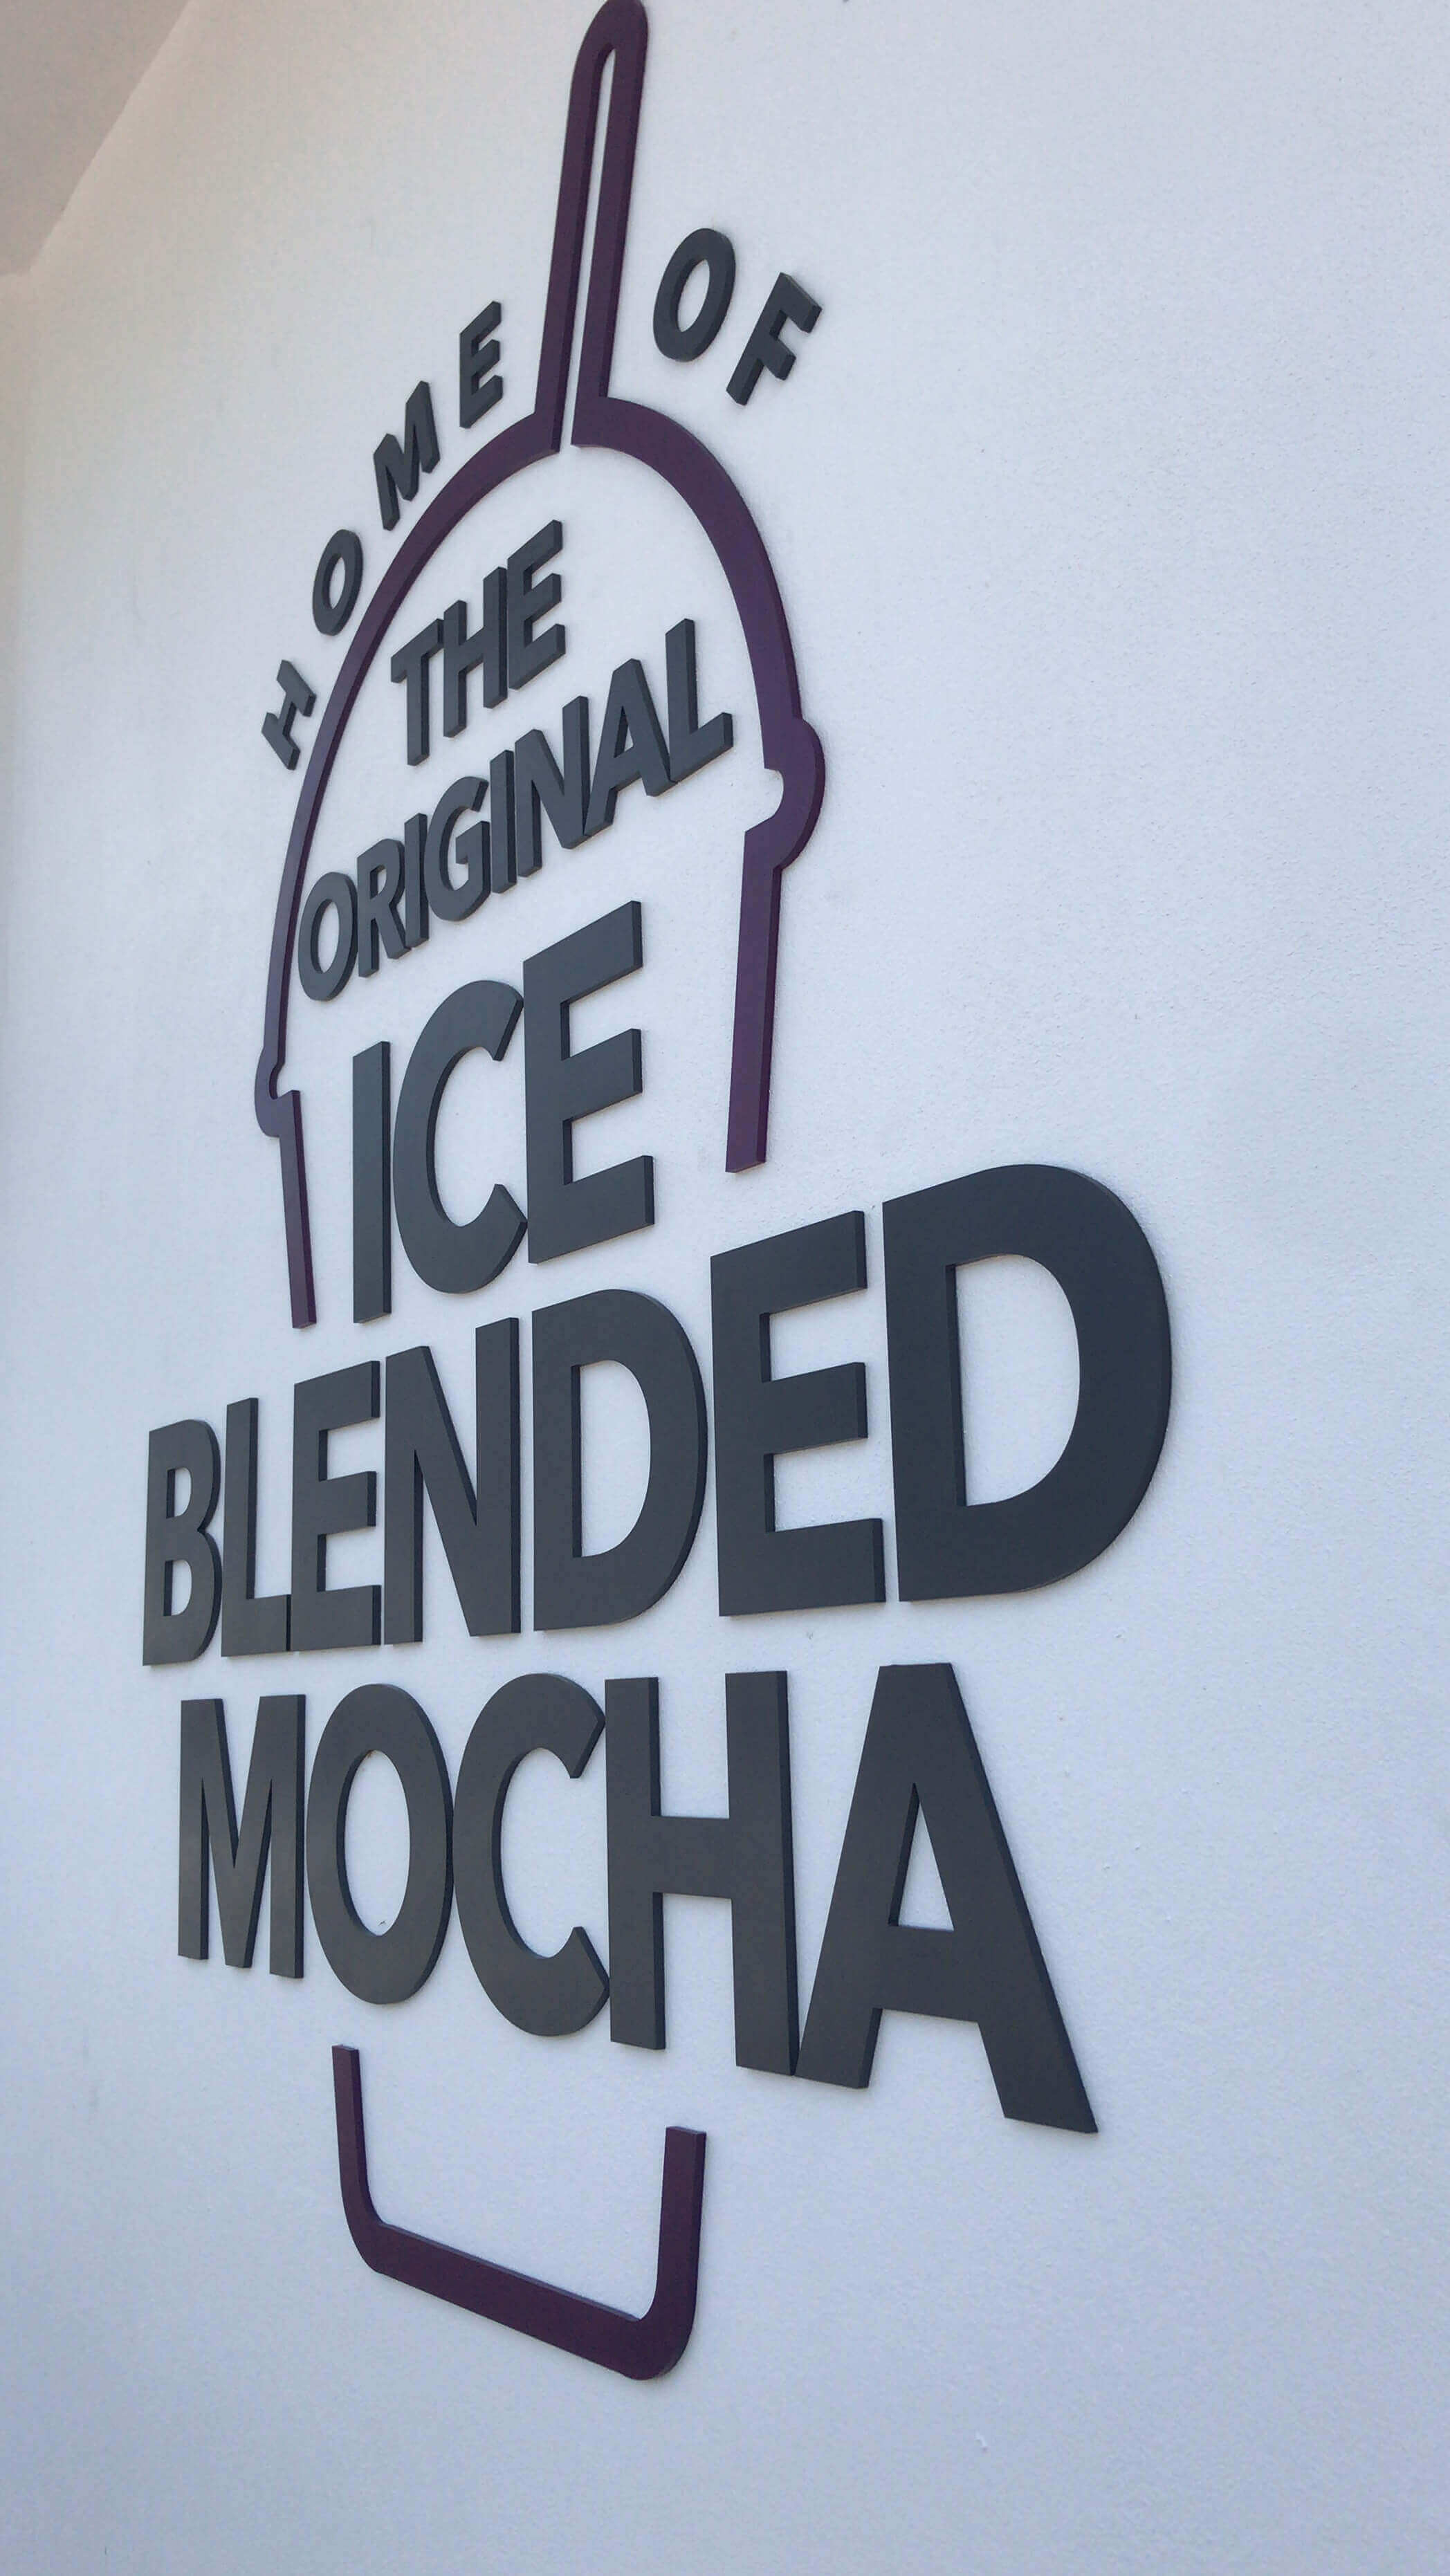 HOME OF
THE
ORIGINAL
ICE
BLENDED
MOCHA